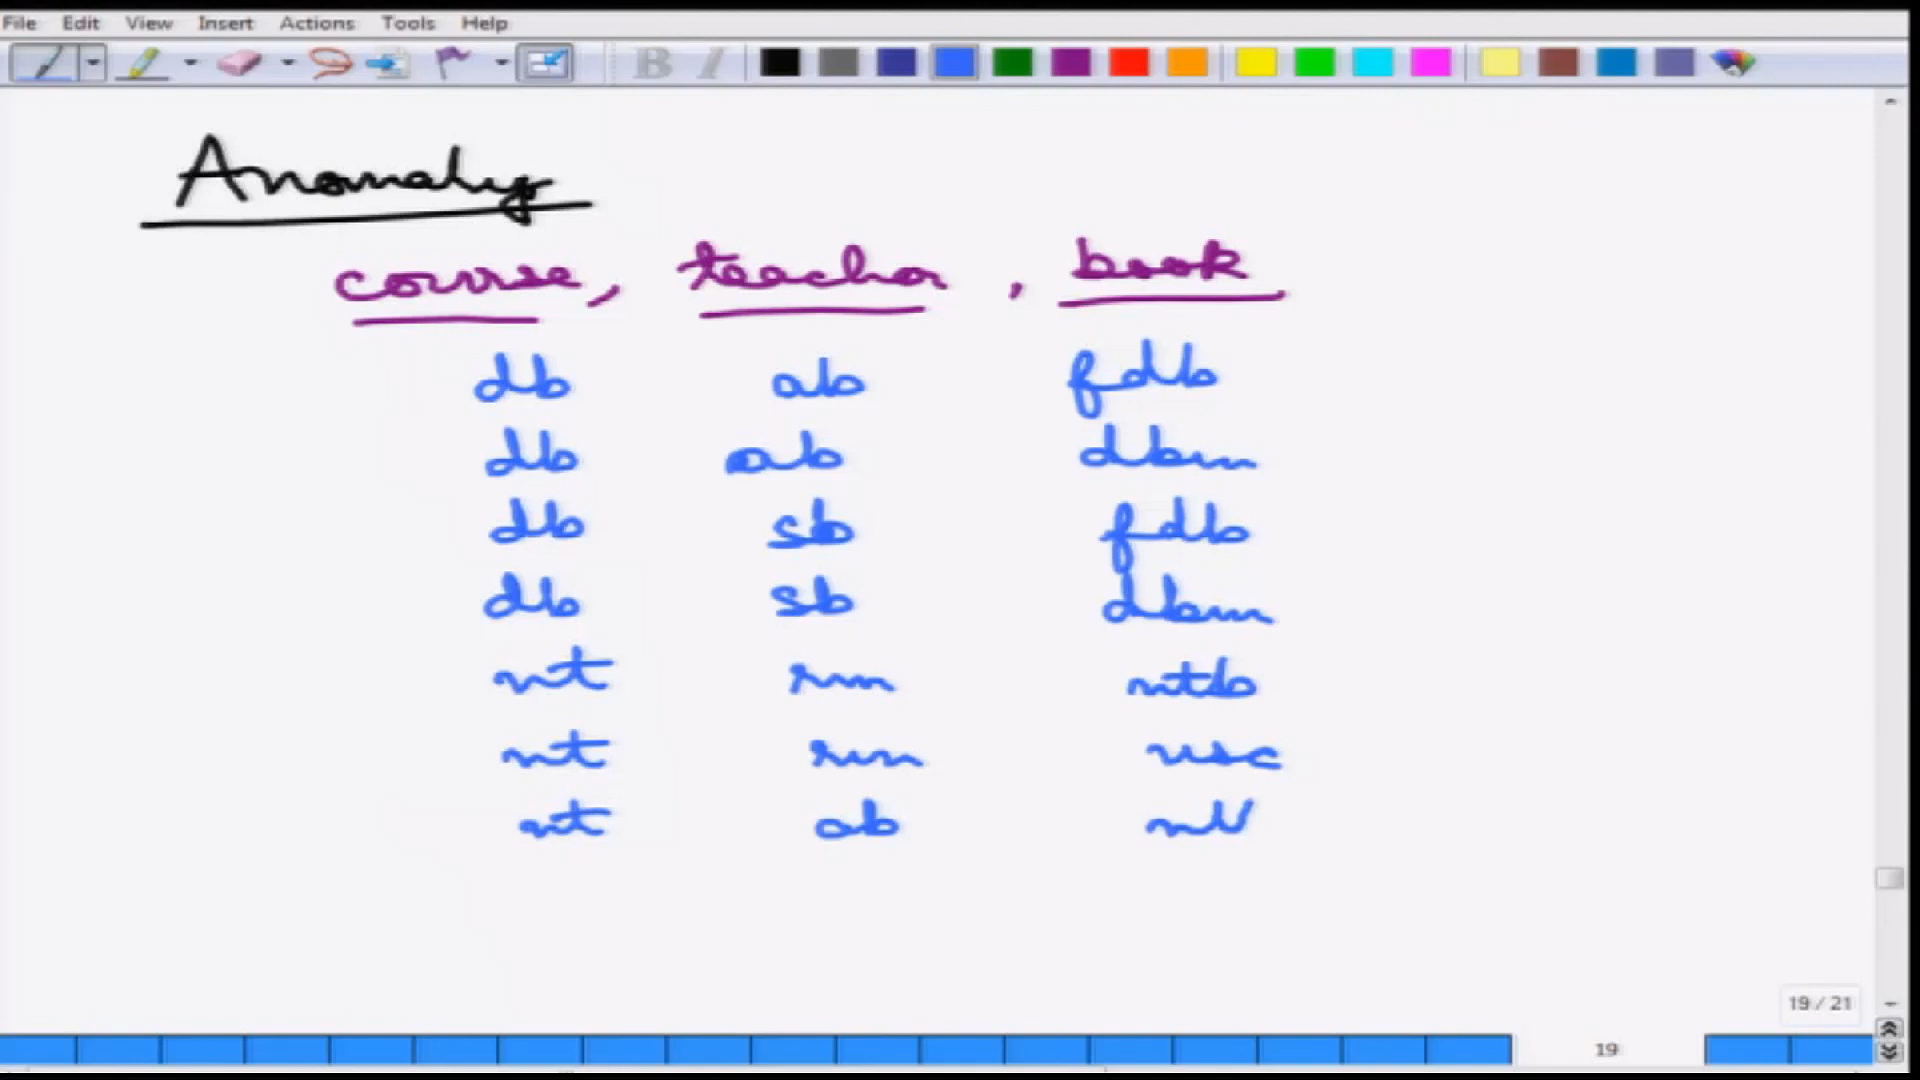 File Edit View Insert Actions Tools Help
B I
Anomaly
course, teacher, book
db ab fdb
db ab dbm
db sb fdb
db sb dbm
nt rm ntb
nt rm nsc
nt ab
19 / 21
19